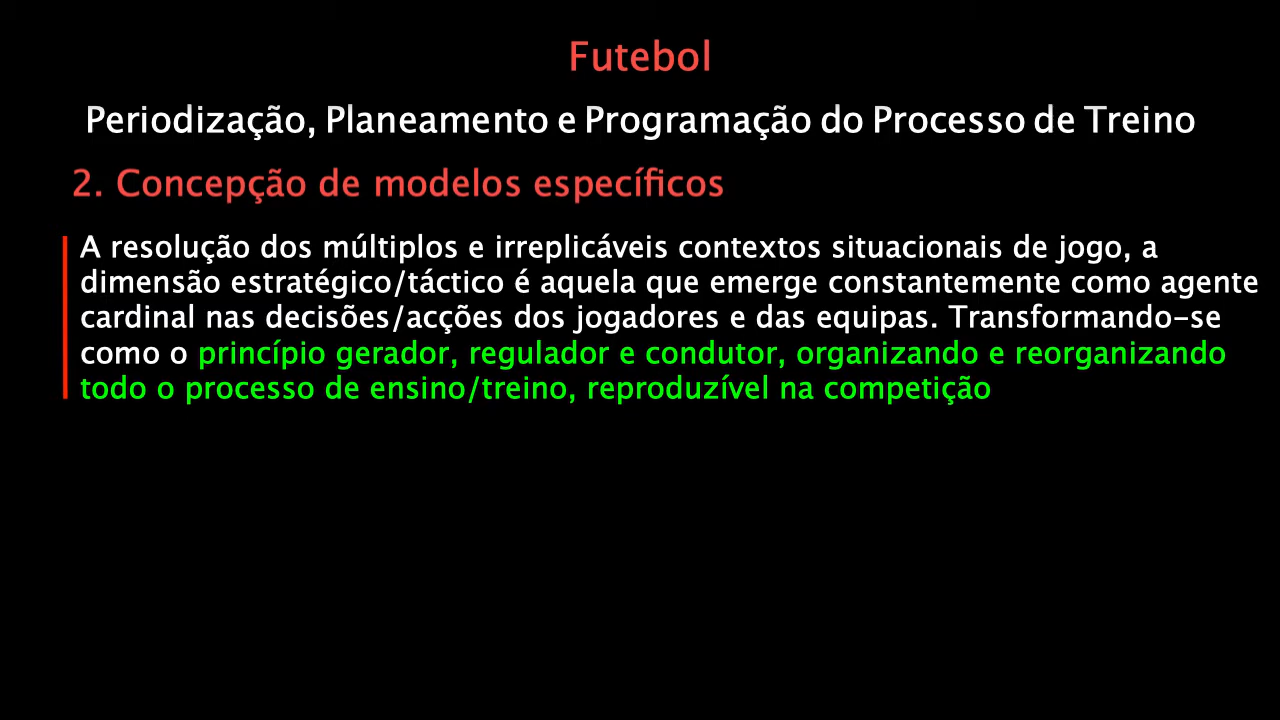 Futebol
Periodização, Planeamento e Programação do Processo de Treino
2. Concepção de modelos específicos
A resolução dos múltiplos e irreplicáveis contextos situacionais de jogo, a
dimensão estratégico/táctico é aquela que emerge constantemente como agente
cardinal nas decisões/acções dos jogadores e das equipas. Transformando-se
como o princípio gerador, regulador e condutor, organizando e reorganizando
todo o processo de ensino/treino, reproduzível na competição